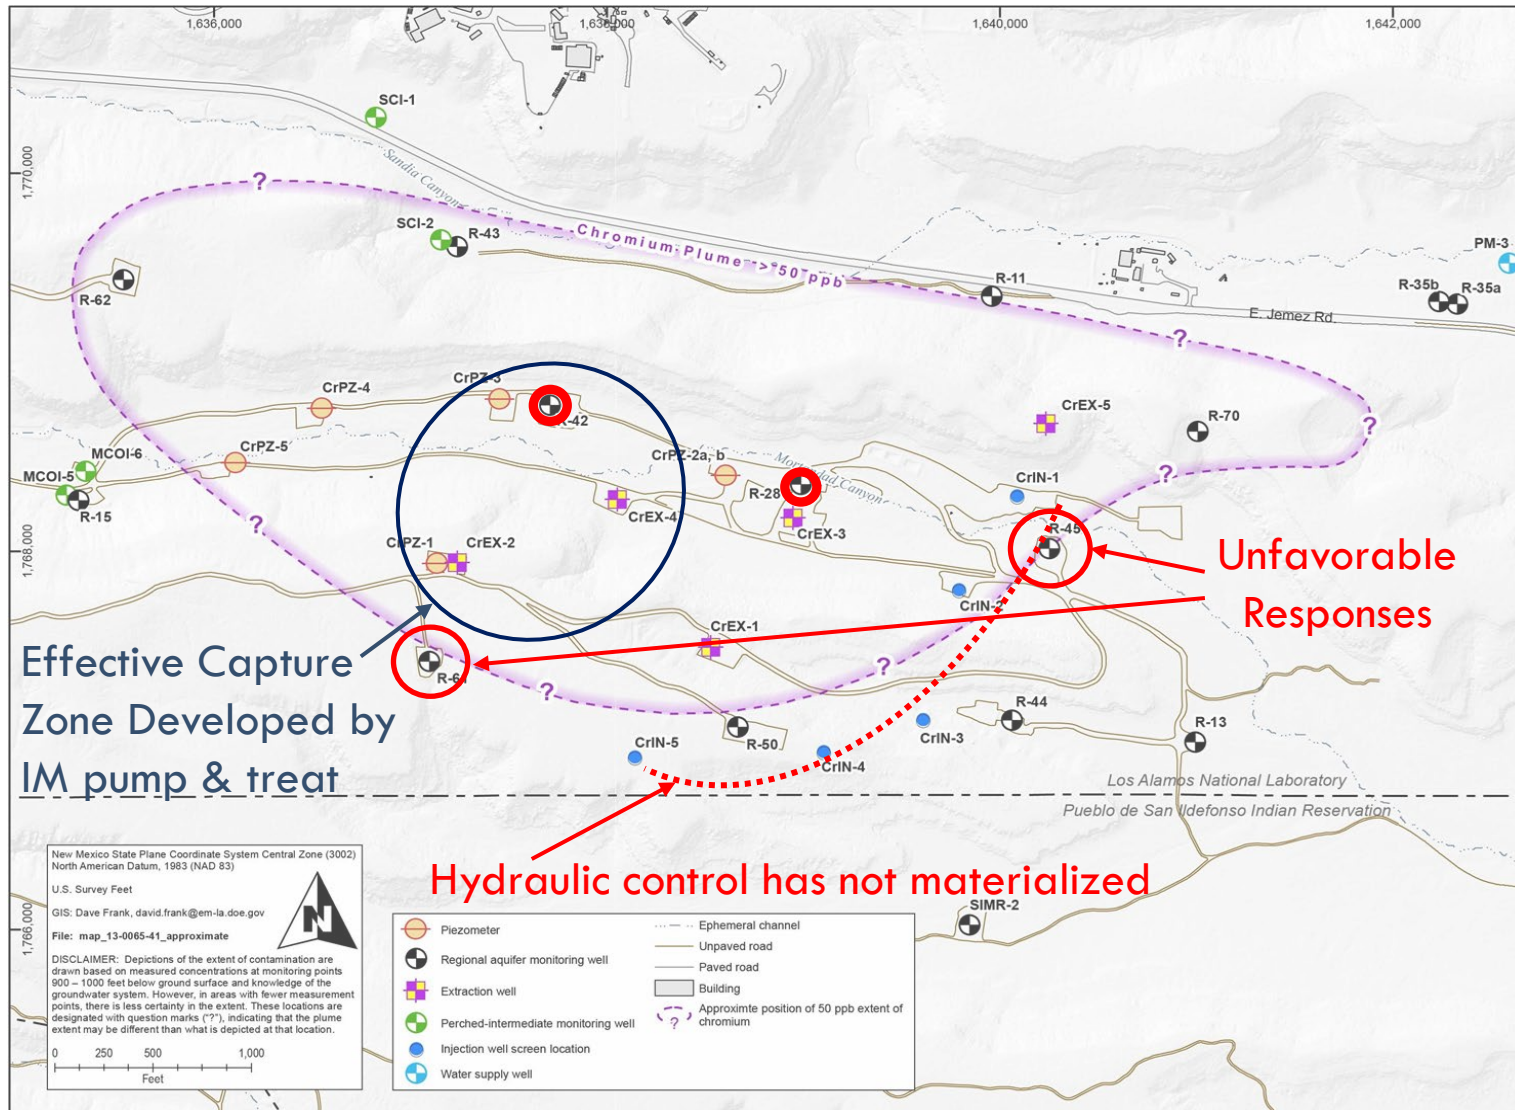 1,636,000
1,638,000
1,640,000
1,642,000
1,770,000
1,768,000
1,766,000
SCI-1
Sandia Canyon
?
SCI-2
R-43
Chromium Plume -> 50 ppb
PM-3
R-62
R-11
R-35b
R-35a
E. Jemez Rd.
?
CrPZ-4
CrPZ-3
R-42
CrEX-5
R-70
?
MCOI-6
CrPZ-5
CrPZ-2a, b
Mortandad Canyon
?
MCOI-5
R-15
R-28
CrIN-1
CrEX-4
CrEX-3
R-45
?
CrPZ-1
CrEX-2
Unfavorable
Responses
CrIN-2
CrEX-1
Effective Capture
Zone Developed by
IM pump & treat
R-61
?
?
R-44
R-50
CrIN-3
R-13
CrIN-5
CrIN-4
Los Alamos National Laboratory
Pueblo de San Ildefonso Indian Reservation
Hydraulic control has not materialized
SIMR-2
New Mexico State Plane Coordinate System Central Zone (3002)
North American Datum, 1983 (NAD 83)
U.S. Survey Feet
GIS: Dave Frank, david.frank@em-la.doe.gov
File: map_13-0065-41_approximate
N
DISCLAIMER: Depictions of the extent of contamination are
drawn based on measured concentrations at monitoring points
900 – 1000 feet below ground surface and knowledge of the
groundwater system. However, in areas with fewer measurement
points, there is less certainty in the extent. These locations are
designated with question marks ("?"), indicating that the plume
extent may be different than what is depicted at that location.
0 250 500 1,000
Feet
Piezometer
Regional aquifer monitoring well
Extraction well
Perched-intermediate monitoring well
Injection well screen location
Water supply well
Ephemeral channel
Unpaved road
Paved road
Building
?
Approximte position of 50 ppb extent of
chromium